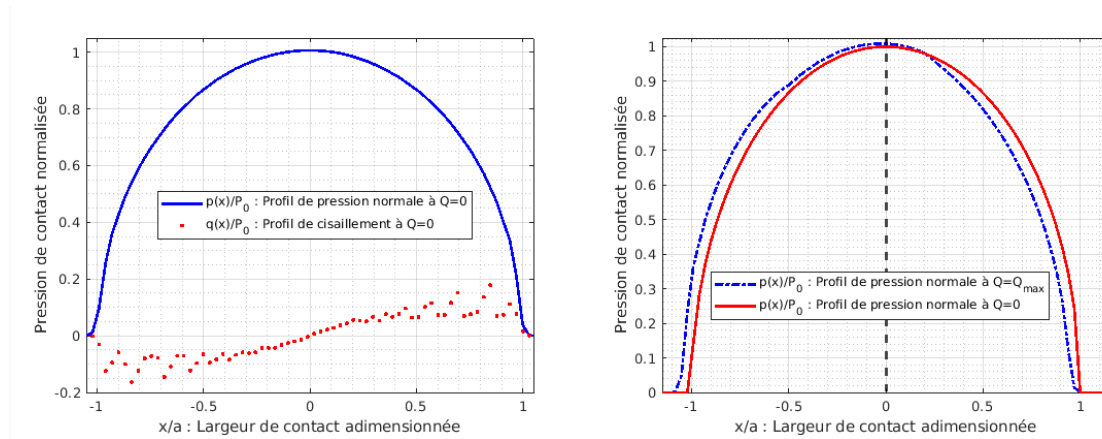 Pression de contact normalisée
1
0.8
0.6
0.4
0.2
0
-0.2
p(x)/P0 : Profil de pression normale à Q=0
q(x)/P0 : Profil de cisaillement à Q=0
-1 -0.5 0 0.5 1
x/a : Largeur de contact adimensionnée
Pression de contact normalisée
1
0.9
0.8
0.7
0.6
0.5
0.4
0.3
0.2
0.1
0
p(x)/P0 : Profil de pression normale à Q=Qmax
p(x)/P0 : Profil de pression normale à Q=0
-1 -0.5 0 0.5 1
x/a : Largeur de contact adimensionnée